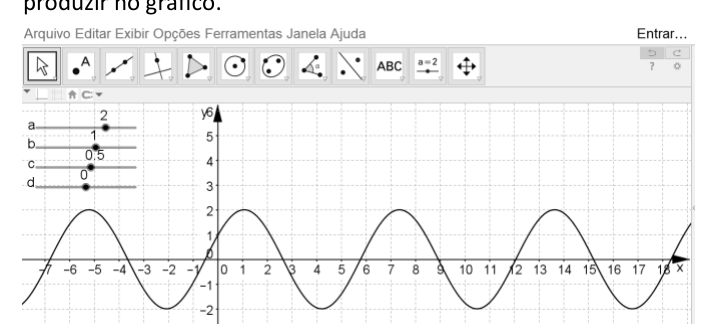 produzir no gráfico.
Arquivo Editar Exibir Opções Ferramentas Janela Ajuda Entrar...
A α ABC a=2 ?
a 2
b 1
c 0.5
d 0
y6
5
4
3
2
1
0
-7 -6 -5 -4 -3 -2 -1 0 1 2 3 4 5 6 7 8 9 10 11 12 13 14 15 16 17 18 x
-1
-2